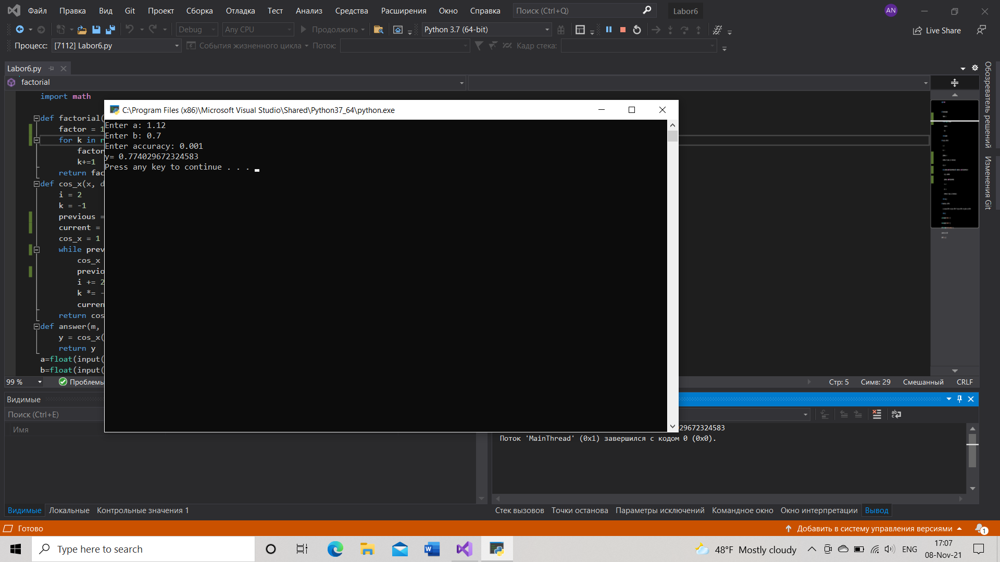 Файл Правка Вид Git Проект Сборка Отладка Тест Анализ Средства Расширения Окно Справка Поиск (Ctrl+Q) Labor6 AN
Debug Any CPU Продолжить Python 3.7 (64-bit) Live Share
Процесс: [7112] Labor6.py События жизненного цикла Поток: Кадр стека:
Labor6.py
factorial
import math
def factorial(
factor = 1
for k in r
factor
k+=1
return fac
def cos_x(x, d
i = 2
k = -1
previous =
current =
cos_x = 1
while prev
cos_x
previo
i += 2
k *= -
curren
return cos
def answer(m,
y = cos_x(
return y
a=float(input(
b=float(input(
C:\Program Files (x86)\Microsoft Visual Studio\Shared\Python37_64\python.exe
Enter a: 1.12
Enter b: 0.7
Enter accuracy: 0.001
y= 0.774029672324583
Press any key to continue . . .
Обозреватель решений
Изменения Git
99 % Проблемы Стр: 5 Симв: 29 Смешанный CRLF
Видимые
Поиск (Ctrl+E)
Имя
29672324583
Поток 'MainThread' (0x1) завершился с кодом 0 (0x0).
Видимые Локальные Контрольные значения 1
Стек вызовов Точки останова Параметры исключений Командное окно Окно интерпретации Вывод
Готово Добавить в систему управления версиями 1
Type here to search 48°F Mostly cloudy ENG 17:07
08-Nov-21